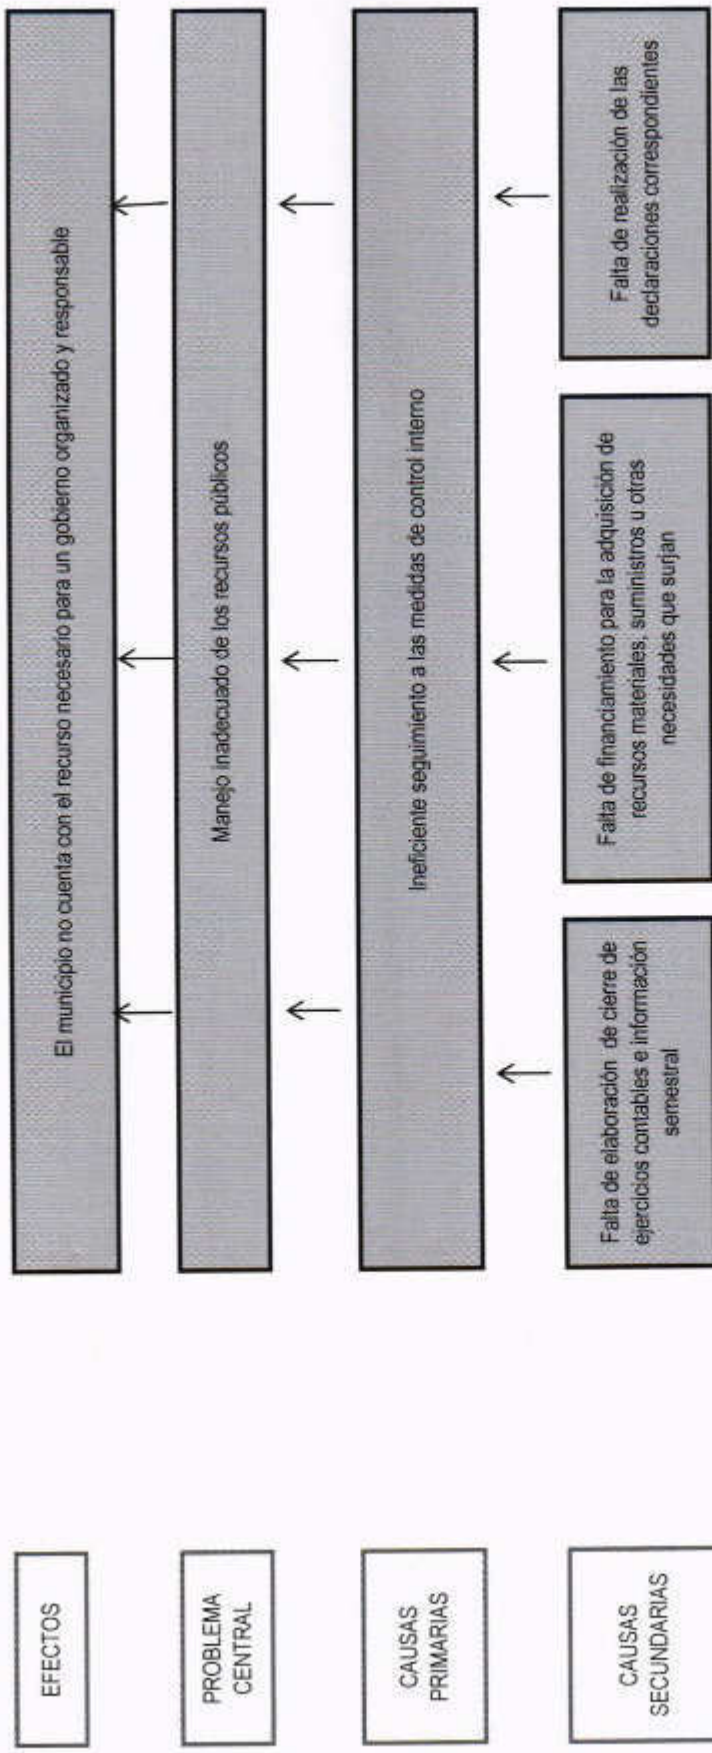 EFECTOS
El municipio no cuenta con el recurso necesario para un gobierno organizado y responsable
PROBLEMA
CENTRAL
Manejo inadecuado de los recursos públicos
CAUSAS
PRIMARIAS
Ineficiente seguimiento a las medidas de control interno
CAUSAS
SECUNDARIAS
Falta de elaboración de cierre de
ejercicios contables e información
semestral
Falta de financiamiento para la adquisición de
recursos materiales, suministros u otras
necesidades que surjan
Falta de realización de las
declaraciones correspondientes